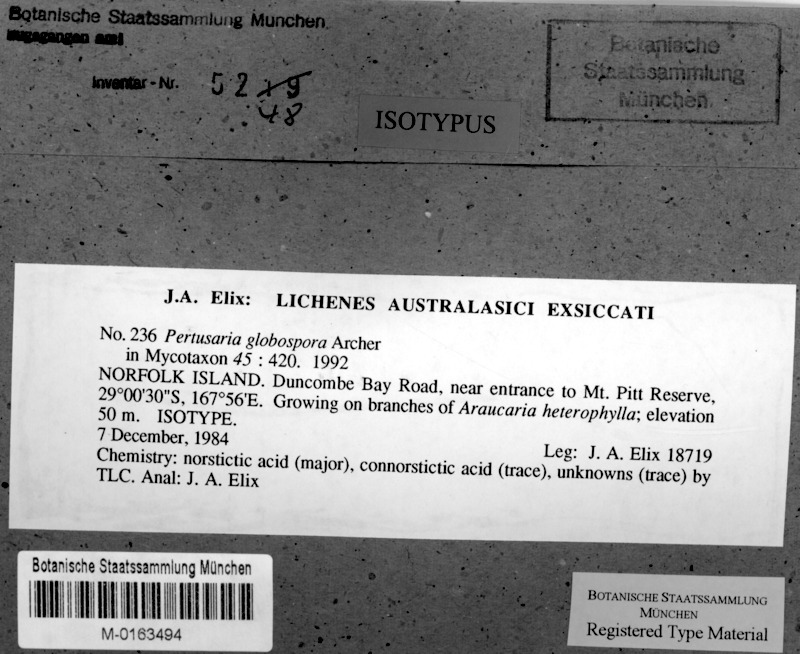 Botanische Staatssammlung München
zugegangen am:
Inventar - Nr. 52 19
48
ISOTYPUS
Botanische
Staatssammlung
München
J.A. Elix: LICHENES AUSTRALASICI EXSICCATI
No. 236 Pertusaria globospora Archer
in Mycotaxon 45 : 420. 1992
NORFOLK ISLAND. Duncombe Bay Road, near entrance to Mt. Pitt Reserve,
29°00'30"S, 167°56'E. Growing on branches of Araucaria heterophylla; elevation
50 m. ISOTYPE.
7 December, 1984 Leg: J. A. Elix 18719
Chemistry: norstictic acid (major), connorstictic acid (trace), unknowns (trace) by
TLC. Anal: J. A. Elix
Botanische Staatssammlung München
M-0163494
BOTANISCHE STAATSSAMMLUNG
MÜNCHEN
Registered Type Material